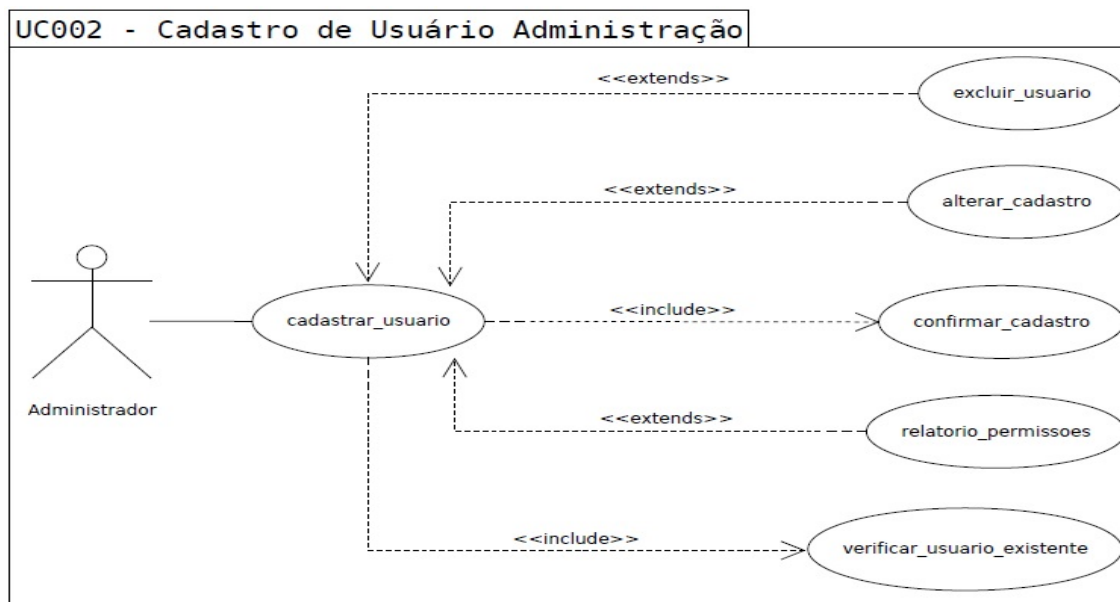 UC002 - Cadastro de Usuário Administração
<<extends>>
excluir_usuario
<<extends>>
alterar_cadastro
cadastrar_usuario
<<include>>
confirmar_cadastro
Administrador
<<extends>>
relatorio_permissoes
<<include>>
verificar_usuario_existente